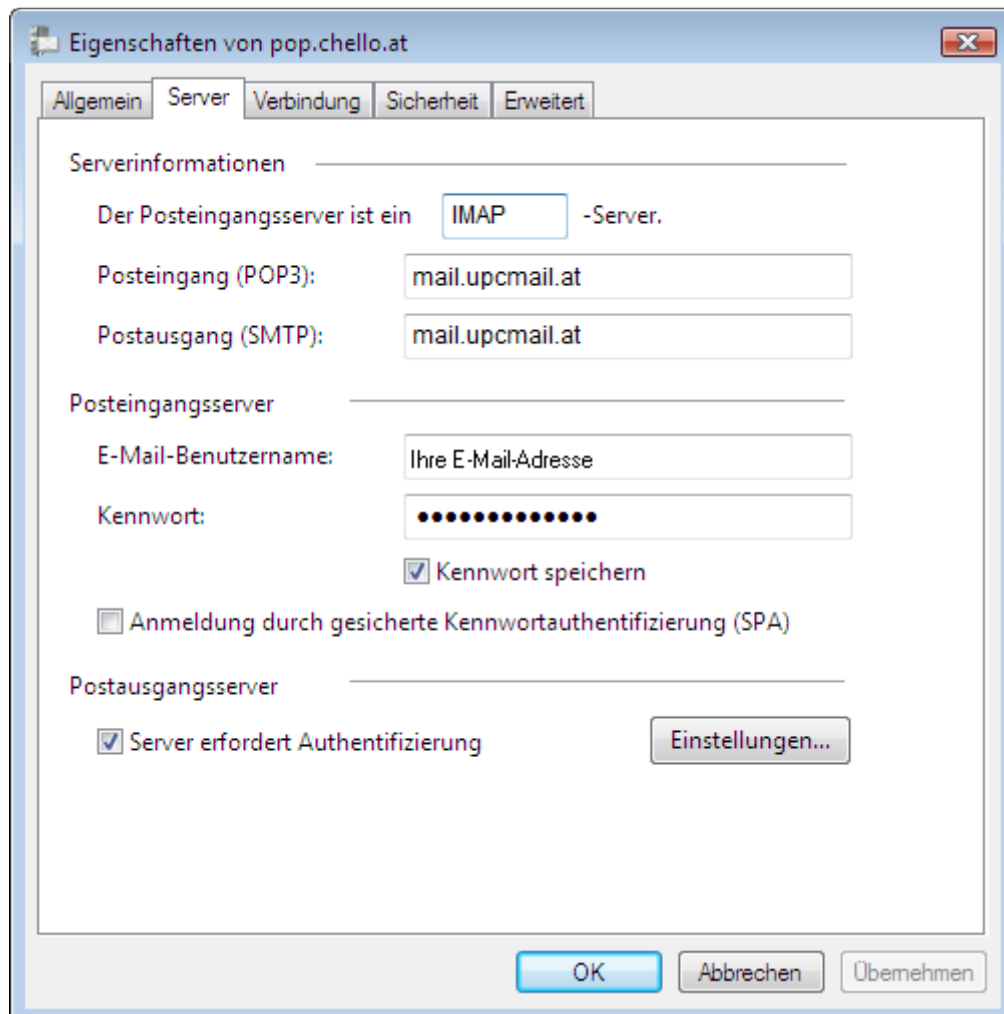 Eigenschaften von pop.chello.at
Allgemein Server Verbindung Sicherheit Erweitert
Serverinformationen
Der Posteingangsserver ist ein IMAP -Server.
Posteingang (POP3): mail.upcmail.at
Postausgang (SMTP): mail.upcmail.at
Posteingangsserver
E-Mail-Benutzername: Ihre E-Mail-Adresse
Kennwort: ●●●●●●●●●●●●●
Kennwort speichern
Anmeldung durch gesicherte Kennwortauthentifizierung (SPA)
Postausgangsserver
Server erfordert Authentifizierung Einstellungen...
OK Abbrechen Übernehmen